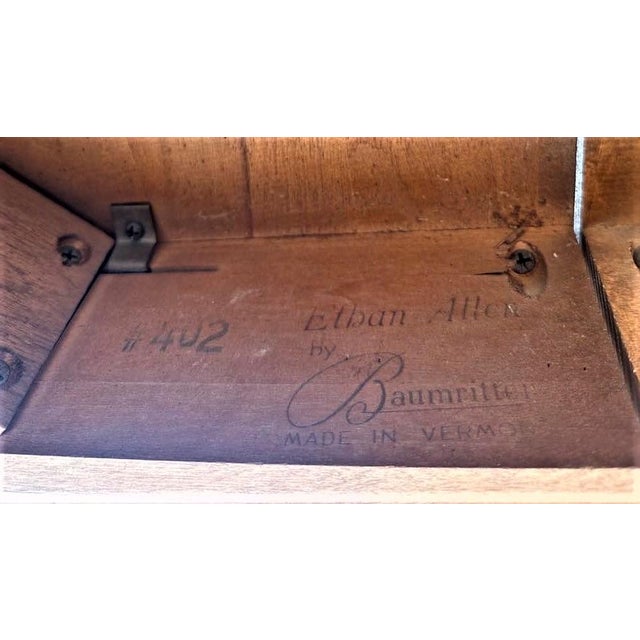 #402
Ethan Allen
by
Baumritter
MADE IN VERMO